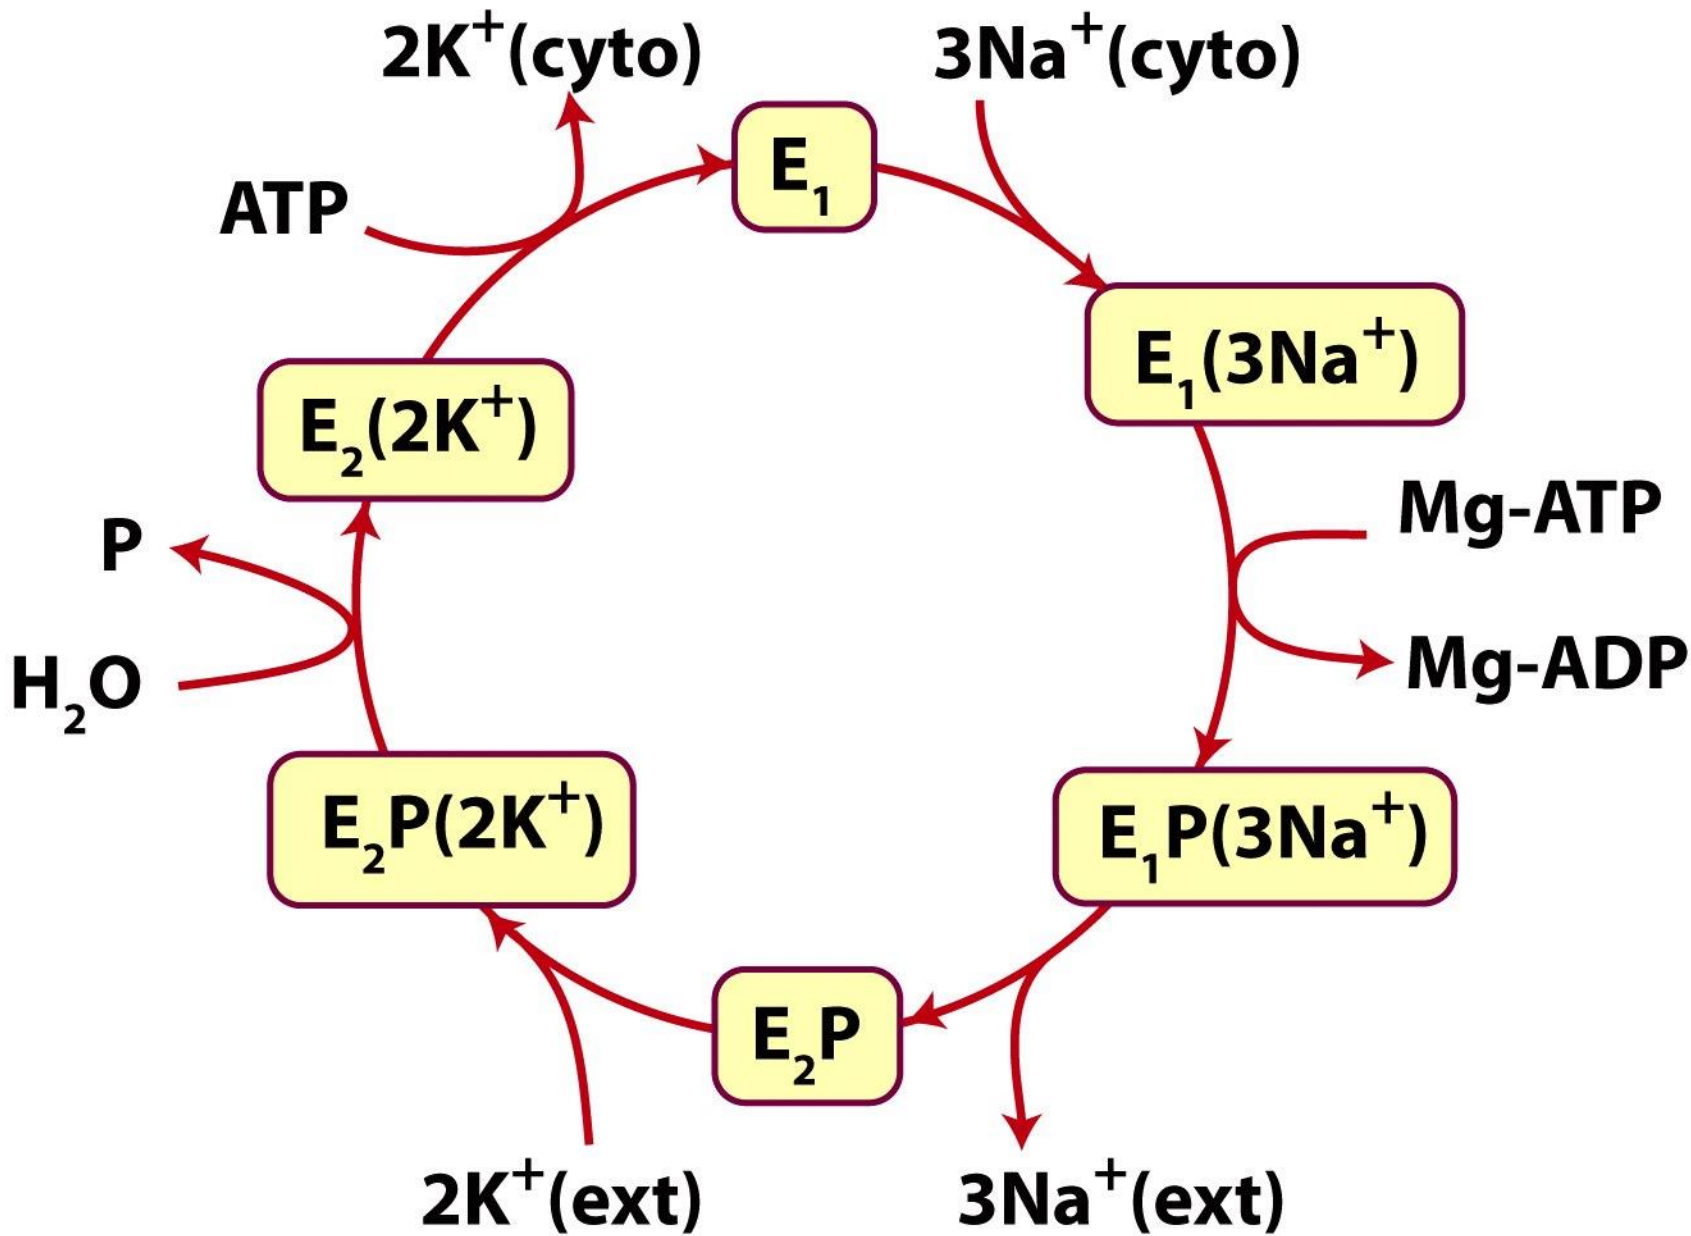 2K⁺(cyto)
3Na⁺(cyto)
E₁
ATP
E₁(3Na⁺)
E₂(2K⁺)
Mg-ATP
P
Mg-ADP
H₂O
E₂P(2K⁺)
E₁P(3Na⁺)
E₂P
2K⁺(ext)
3Na⁺(ext)